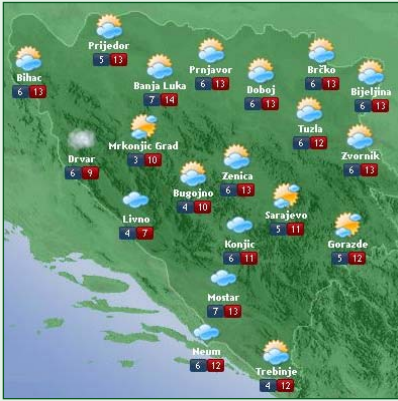 Prijedor
5 13
Bihac
6 13
Banja Luka
7 14
Prnjavor
6 13
Doboj
6 13
Brčko
6 13
Bijeljina
6 13
Tuzla
6 12
Zvornik
6 13
Mrkonjic Grad
3 10
Drvar
6 9
Zenica
6 13
Bugojno
4 10
Livno
4 7
Sarajevo
5 11
Konjic
6 11
Gorazde
5 12
Mostar
7 13
Neum
6 12
Trebinje
4 12